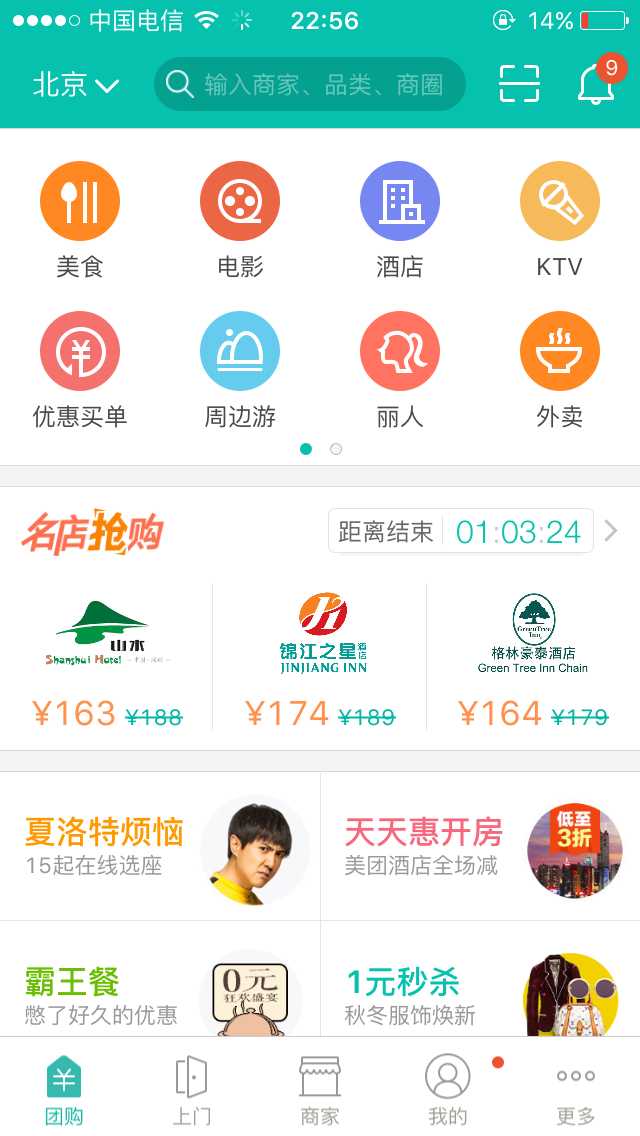 中国电信 22:56 14%
北京 输入商家、品类、商圈 9
美食 电影 酒店 KTV
优惠买单 周边游 丽人 外卖
名店抢购 距离结束 01:03:24
山水 Shanshui Hotel
锦江之星 酒店 JINJIANG INN
GreenTree Inn 格林豪泰酒店 Green Tree Inn Chain
¥163 ¥188 ¥174 ¥189 ¥164 ¥179
夏洛特烦恼
15起在线选座
天天惠开房
美团酒店全场减
低至
3折
霸王餐
憋了好久的优惠
0元
狂欢盛宴
1元秒杀
秋冬服饰焕新
团购 上门 商家 我的 更多